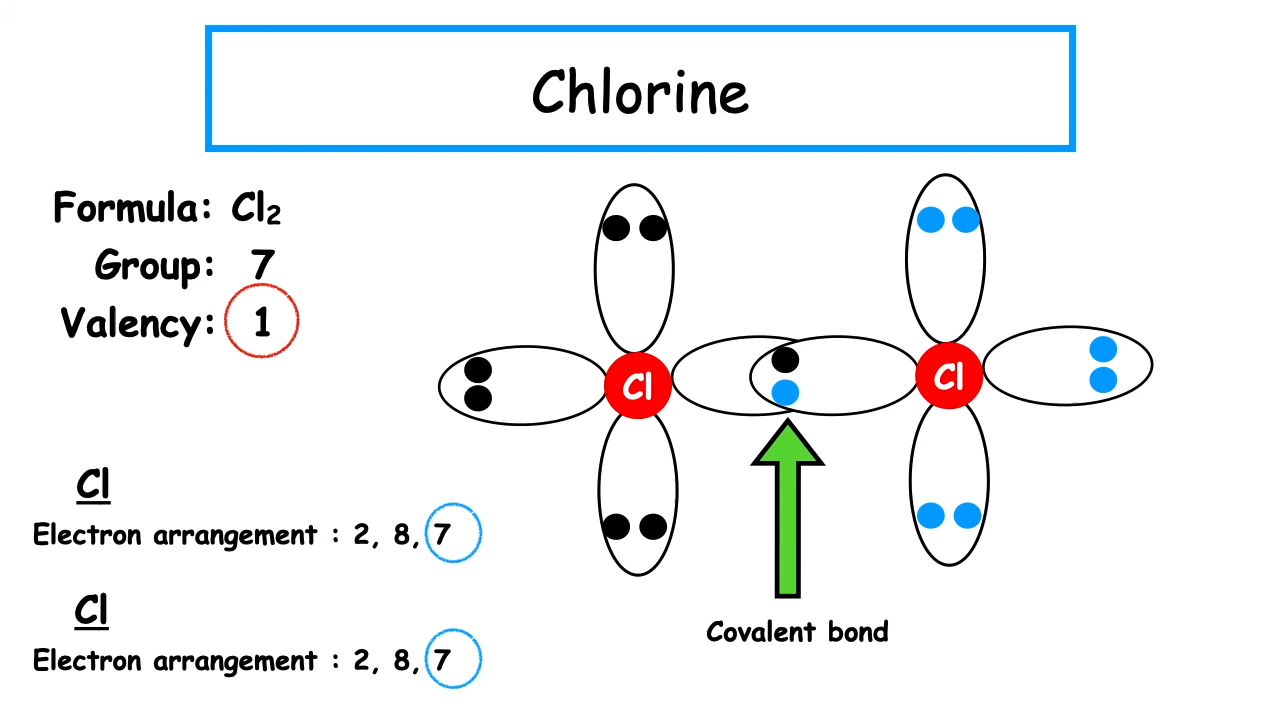 Chlorine
Formula: Cl₂
Group: 7
Valency: 1
Cl
Cl
Cl
Electron arrangement : 2, 8, 7
Cl
Electron arrangement : 2, 8, 7
Covalent bond